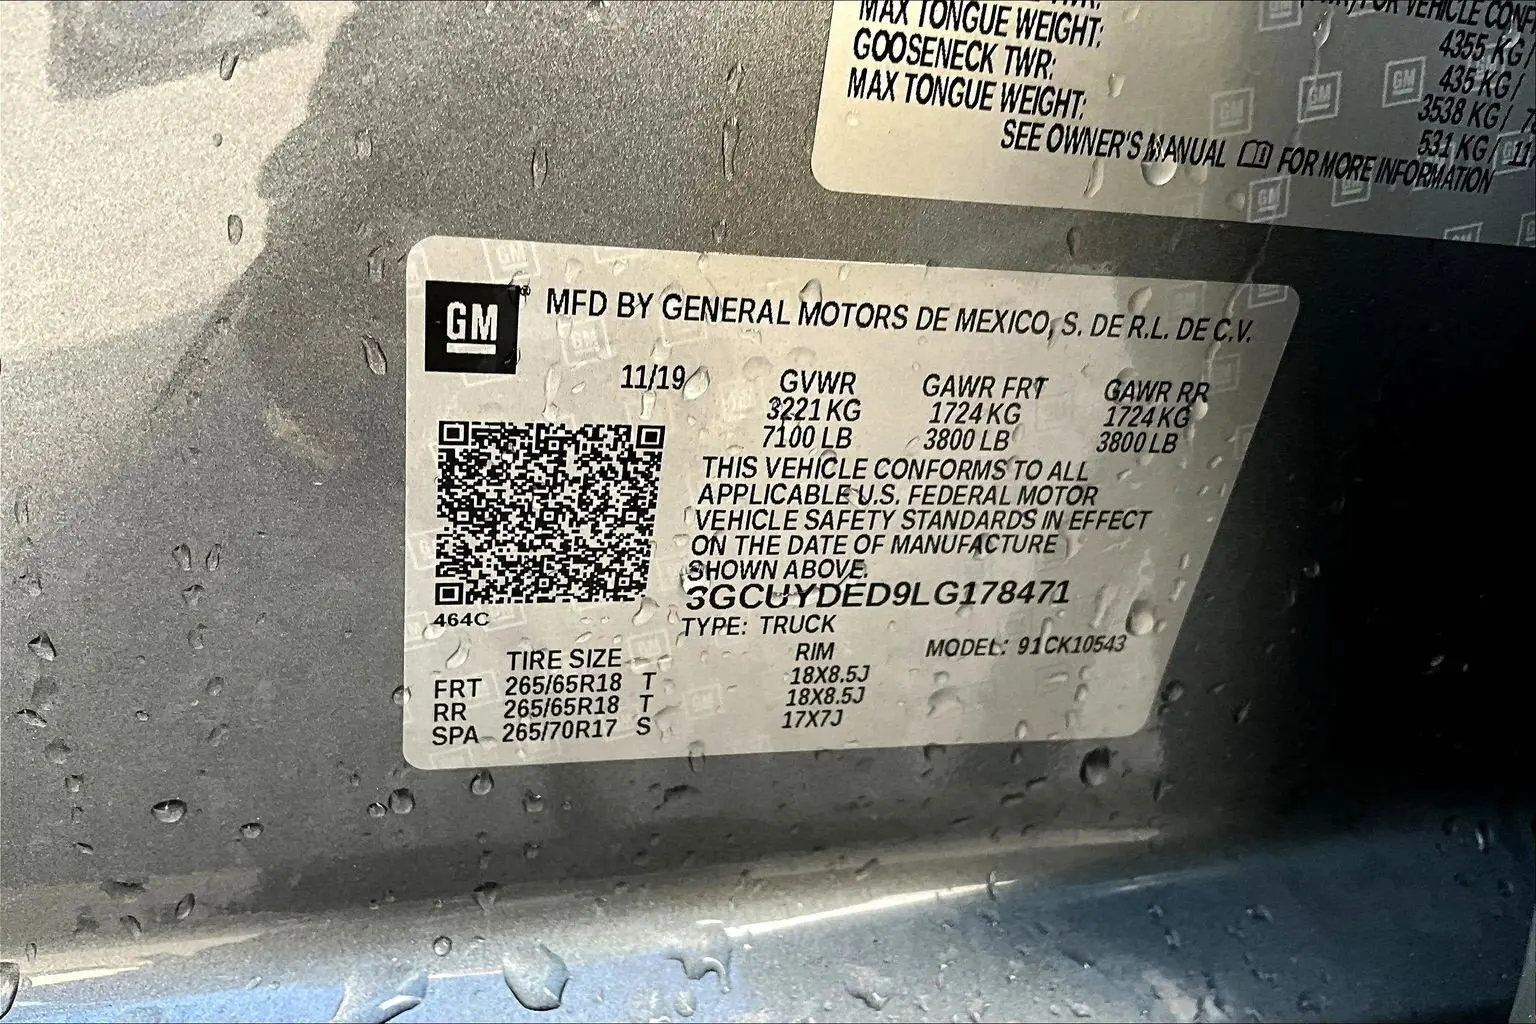 MAX TONGUE WEIGHT: 4355 KG/
GOOSENECK TWR: 435 KG/
MAX TONGUE WEIGHT: 3538 KG/
531 KG/ 11
SEE OWNER'S MANUAL FOR MORE INFORMATION
GM
MFD BY GENERAL MOTORS DE MEXICO, S. DE R.L. DE C.V.
11/19 GVWR GAWR FRT GAWR RR
3221 KG 1724 KG 1724 KG
7100 LB 3800 LB 3800 LB
THIS VEHICLE CONFORMS TO ALL
APPLICABLE U.S. FEDERAL MOTOR
VEHICLE SAFETY STANDARDS IN EFFECT
ON THE DATE OF MANUFACTURE
SHOWN ABOVE.
3GCUYDED9LG178471
464C
TYPE: TRUCK
MODEL: 91CK10543
TIRE SIZE RIM
FRT 265/65R18 T 18X8.5J
RR 265/65R18 T 18X8.5J
SPA 265/70R17 S 17X7J